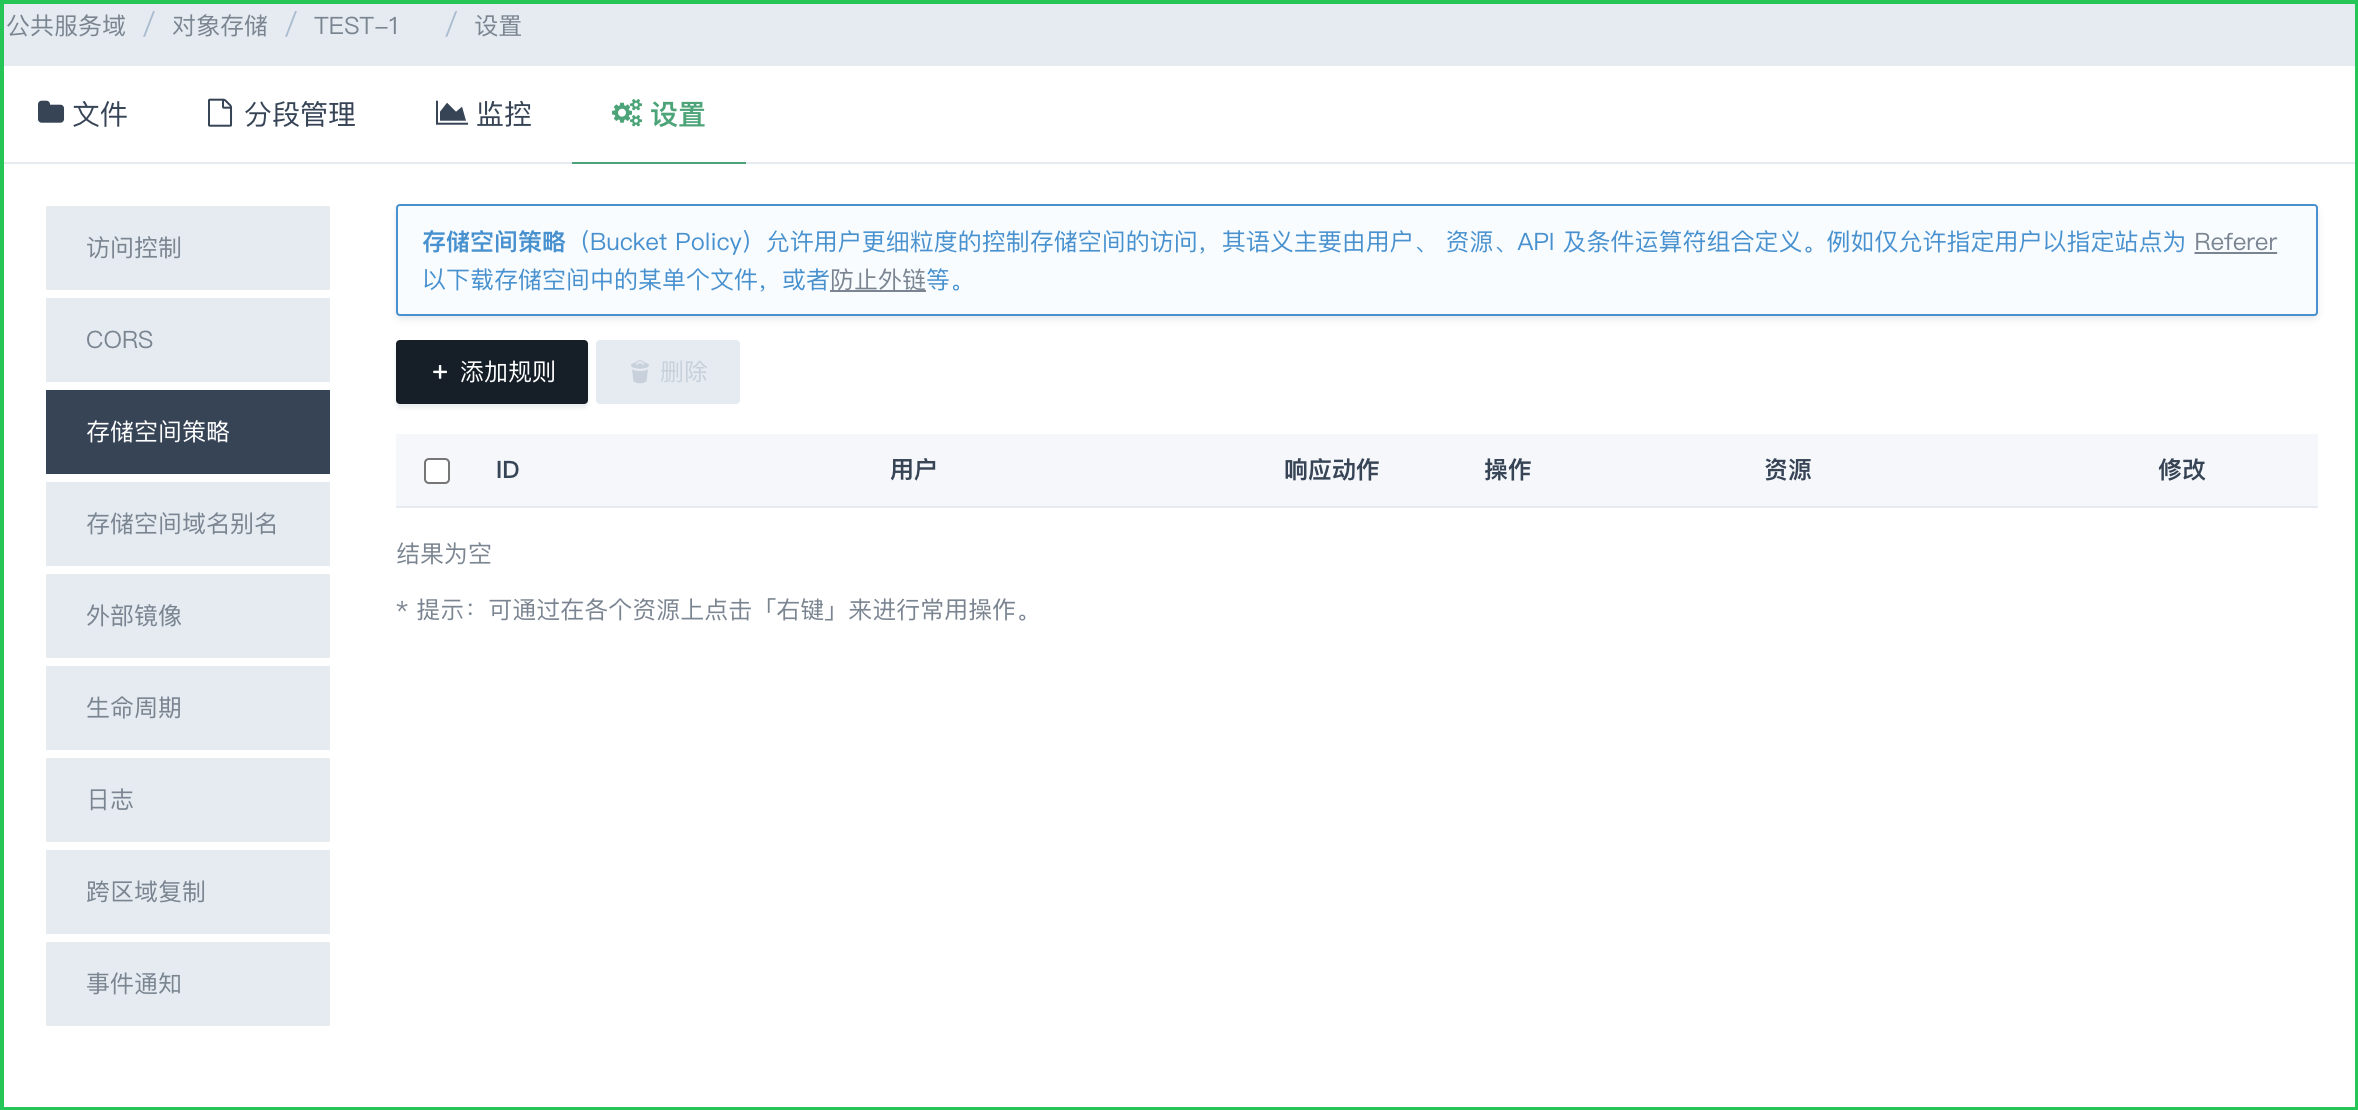 公共服务域 / 对象存储 / TEST-1 / 设置
文件 分段管理 监控 设置
访问控制
CORS
存储空间策略
存储空间域名别名
外部镜像
生命周期
日志
跨区域复制
事件通知
存储空间策略（Bucket Policy）允许用户更细粒度的控制存储空间的访问，其语义主要由用户、 资源、API 及条件运算符组合定义。例如仅允许指定用户以指定站点为 Referer
以下载存储空间中的某单个文件，或者防止外链等。
+ 添加规则 删除
ID 用户 响应动作 操作 资源 修改
结果为空
* 提示：可通过在各个资源上点击「右键」来进行常用操作。